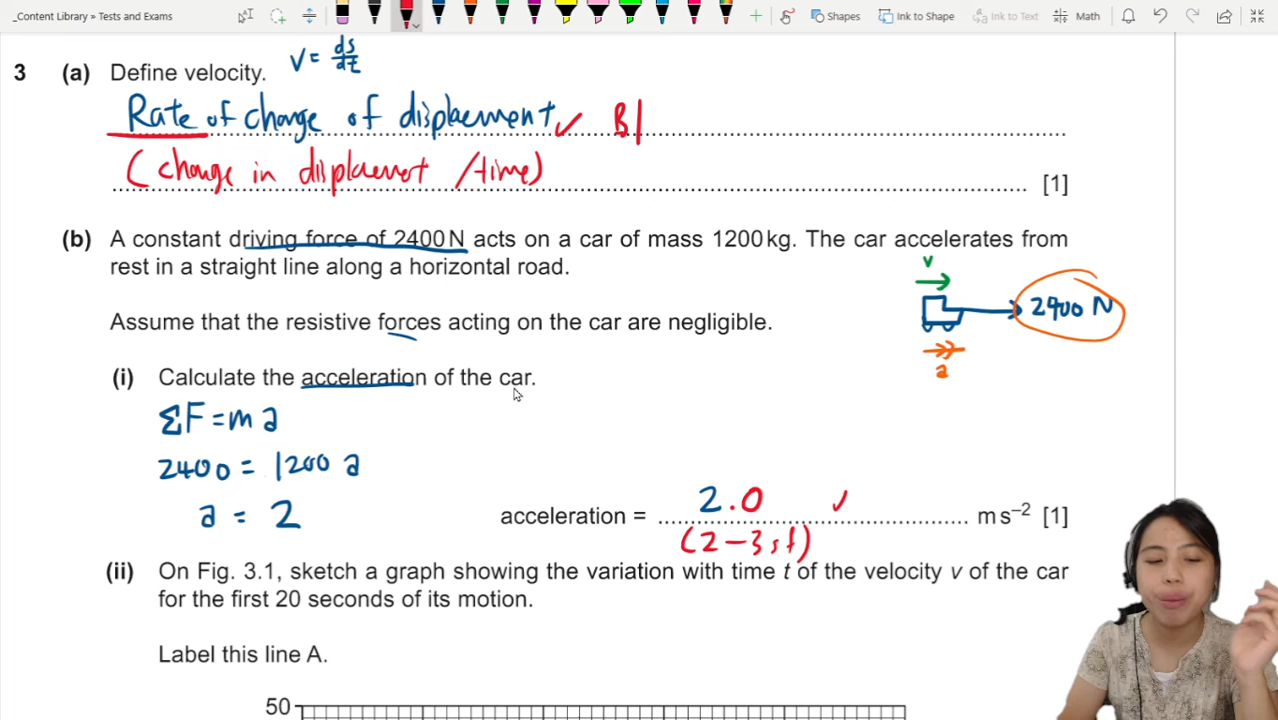 _Content Library » Tests and Exams
Shapes
Ink to Shape
Ink to Text
Math
3 (a) Define velocity. v = ds/dt
Rate of change of displacement ✓ B1
(change in displacement /time)
[1]
(b) A constant driving force of 2400 N acts on a car of mass 1200 kg. The car accelerates from
rest in a straight line along a horizontal road.
v
2400 N
a
Assume that the resistive forces acting on the car are negligible.
(i) Calculate the acceleration of the car.
ΣF = ma
2400 = 1200 a
a = 2
acceleration = 2.0 ✓ m s⁻² [1]
(2-3 s.f)
(ii) On Fig. 3.1, sketch a graph showing the variation with time t of the velocity v of the car
for the first 20 seconds of its motion.
Label this line A.
50